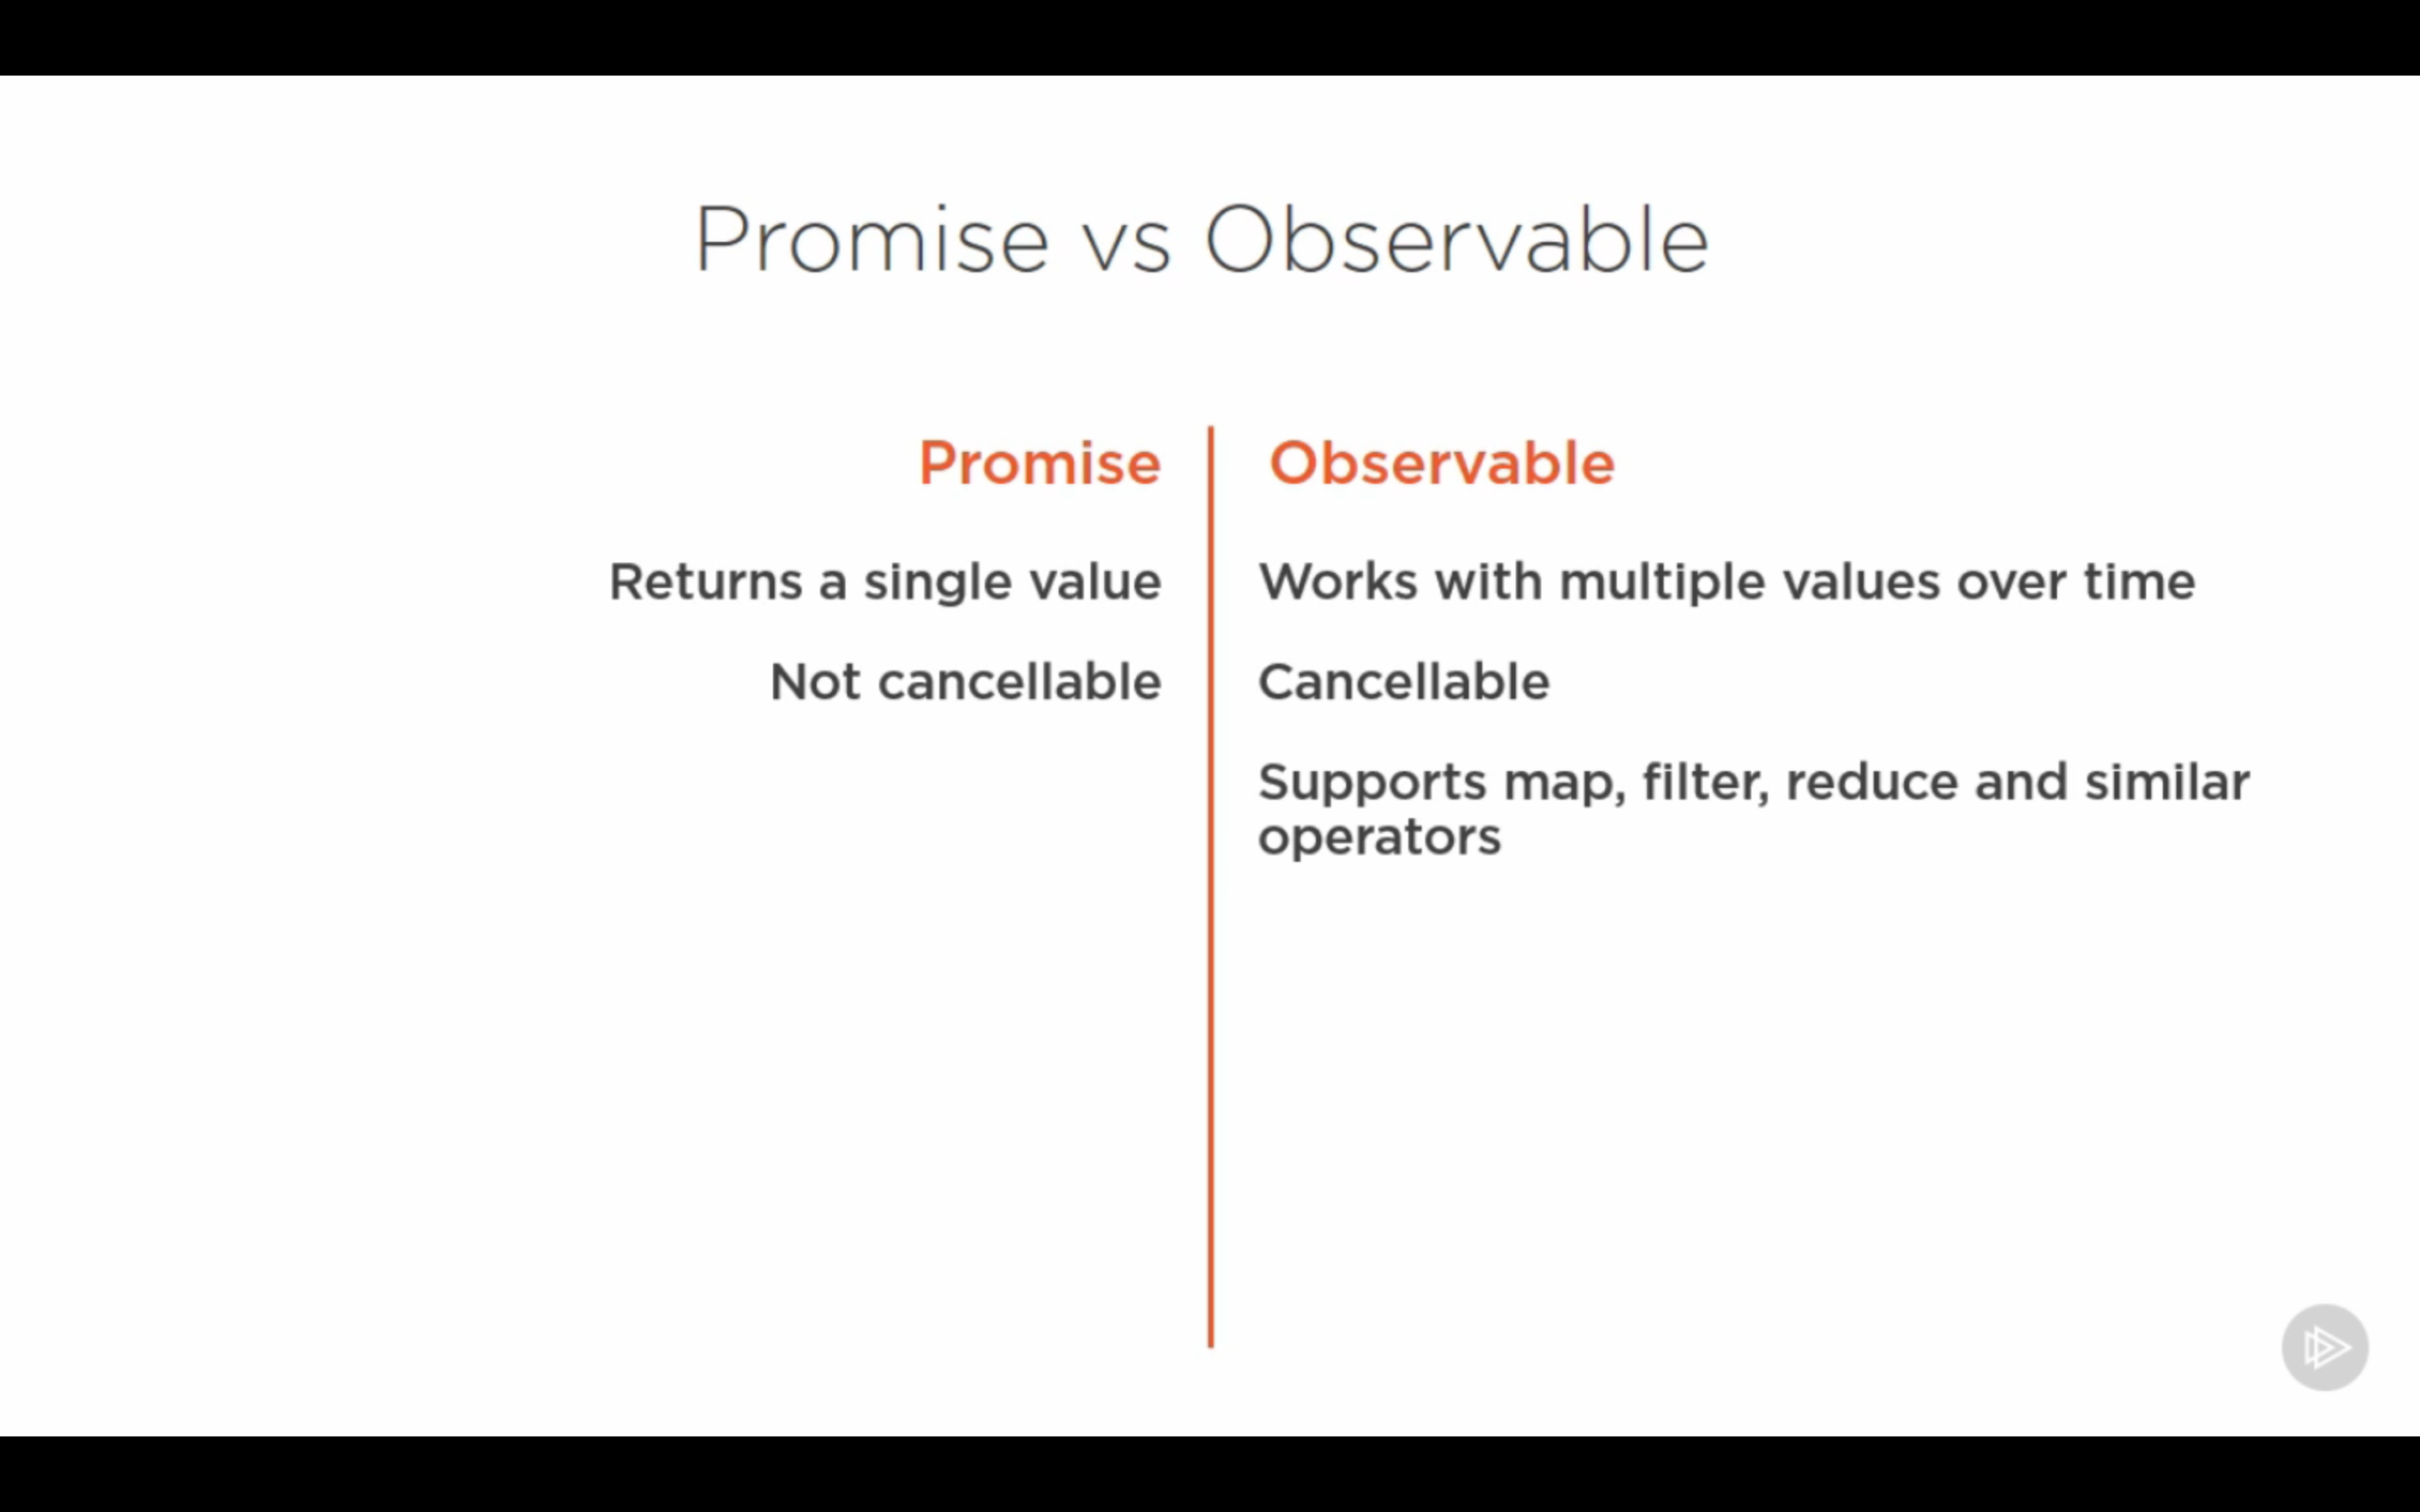 Promise vs Observable
Promise
Returns a single value
Not cancellable
Observable
Works with multiple values over time
Cancellable
Supports map, filter, reduce and similar
operators